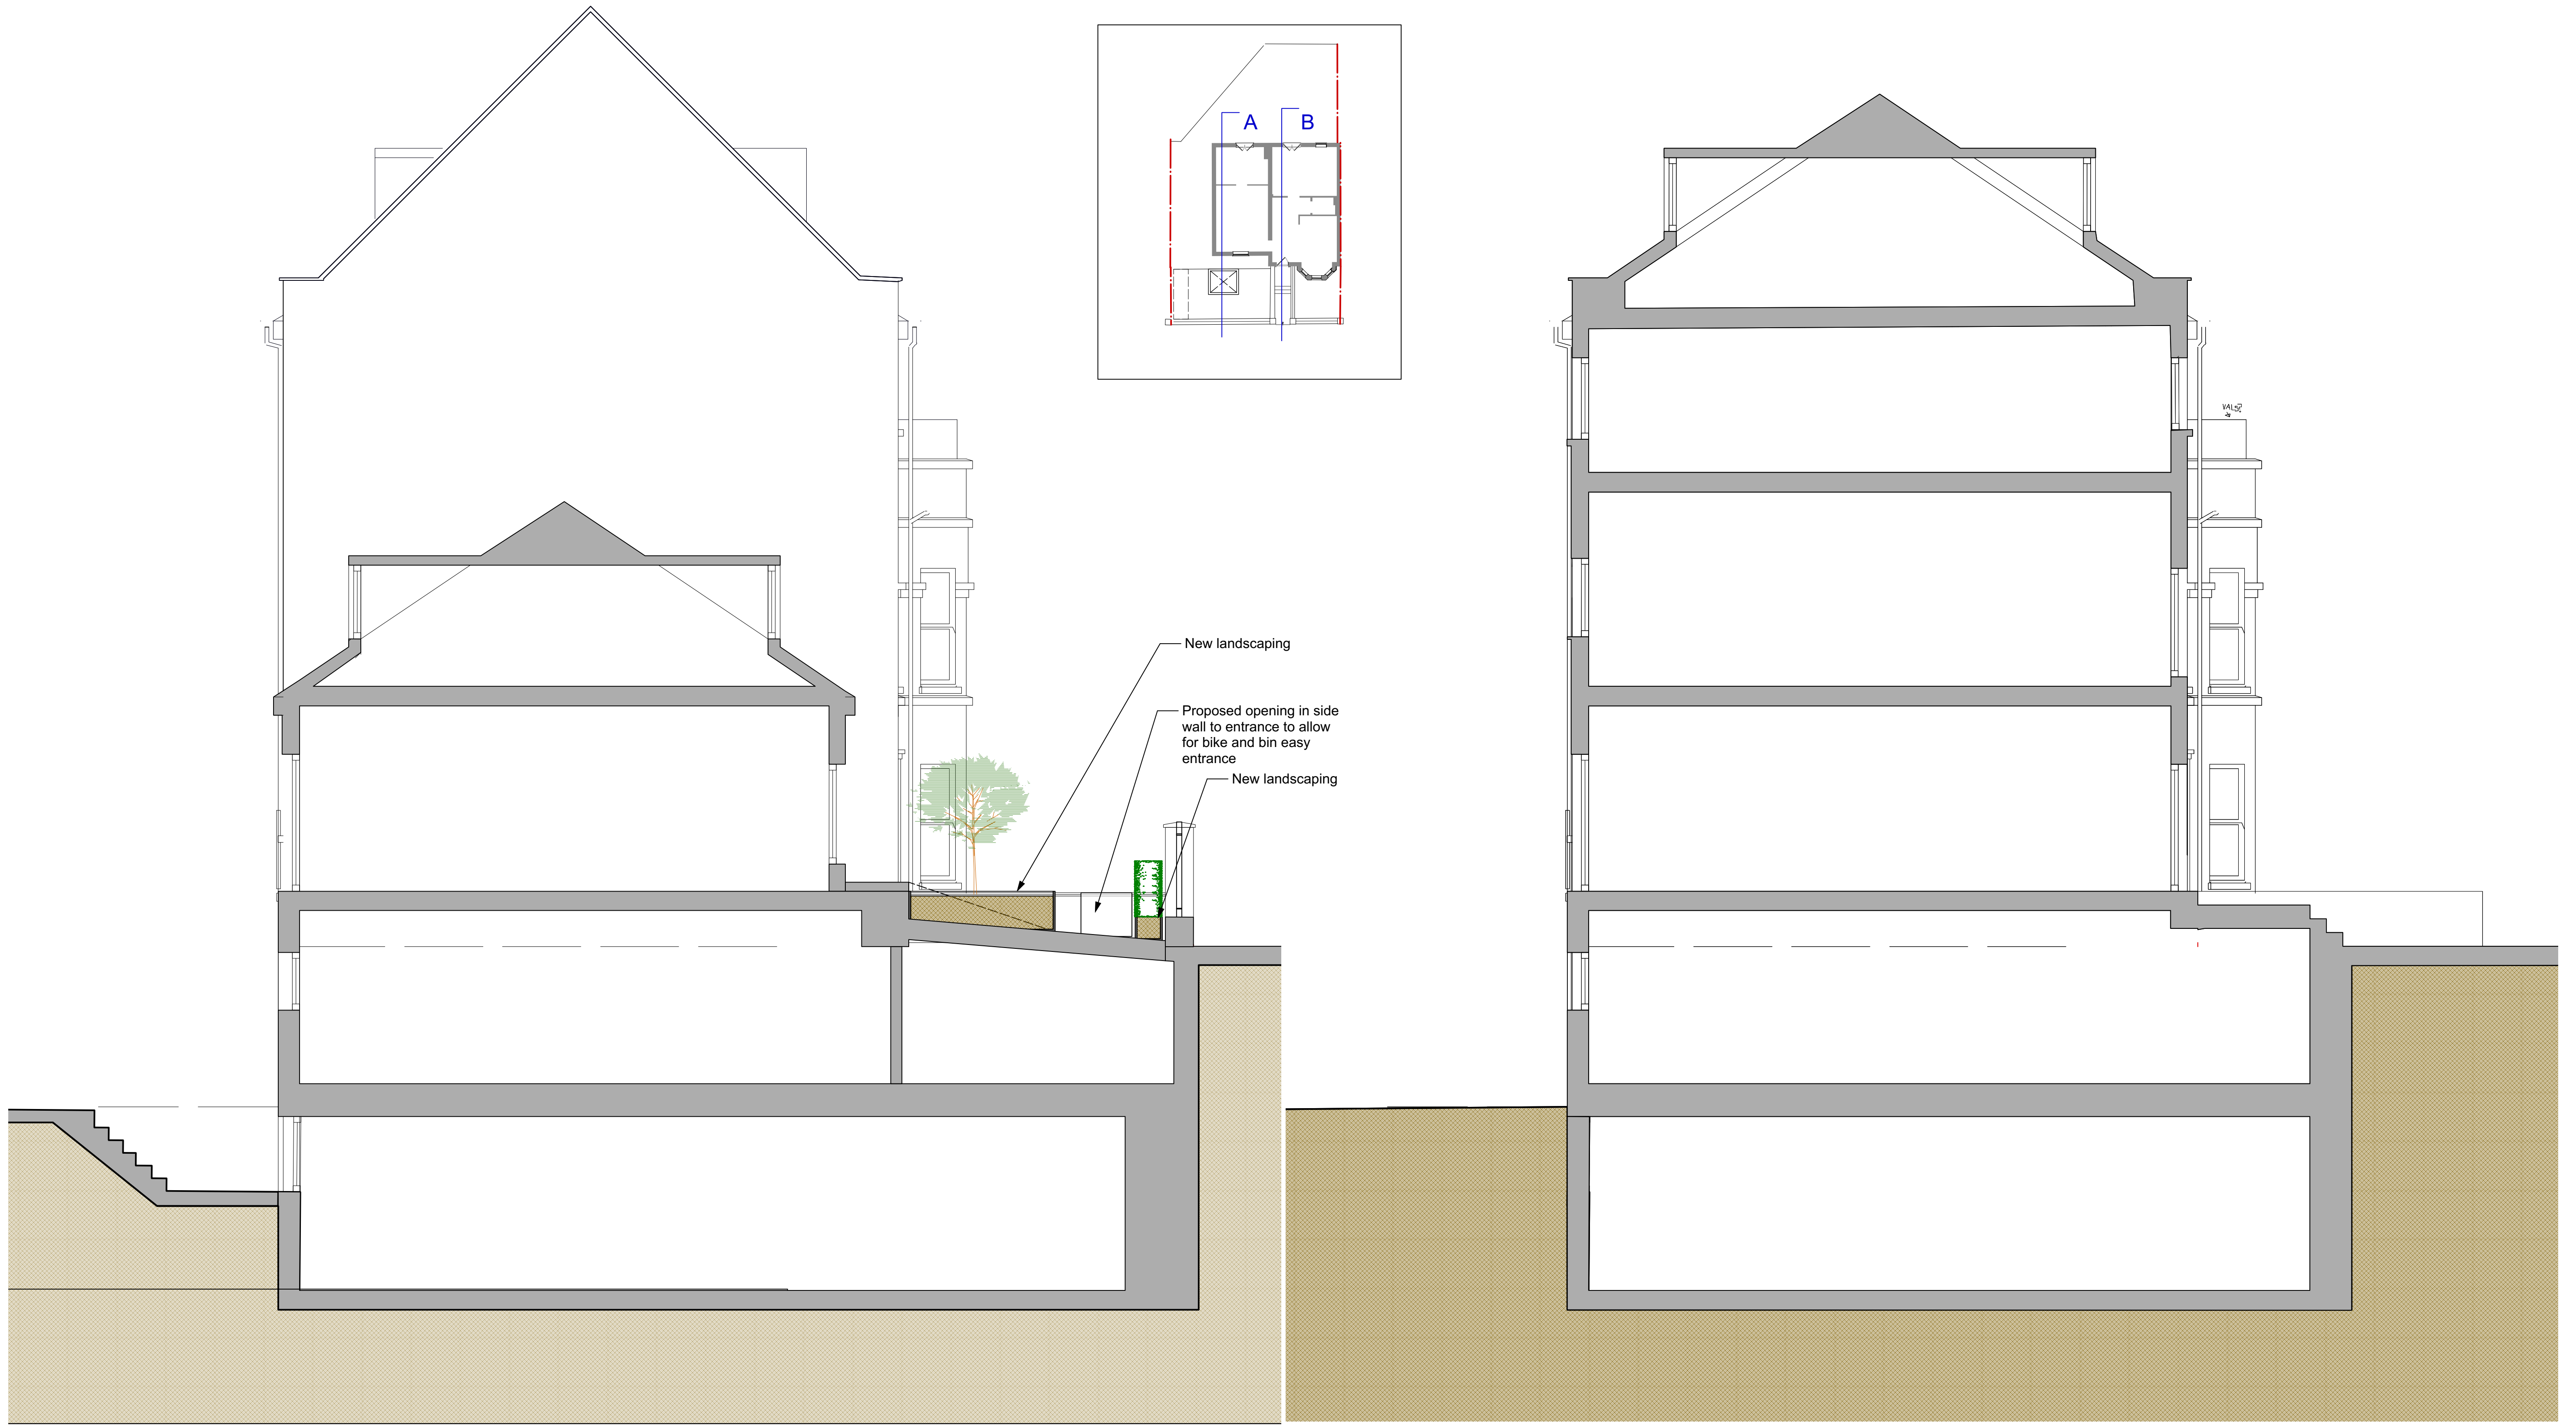 A
B
New landscaping
Proposed opening in side
wall to entrance to allow
for bike and bin easy
entrance
New landscaping